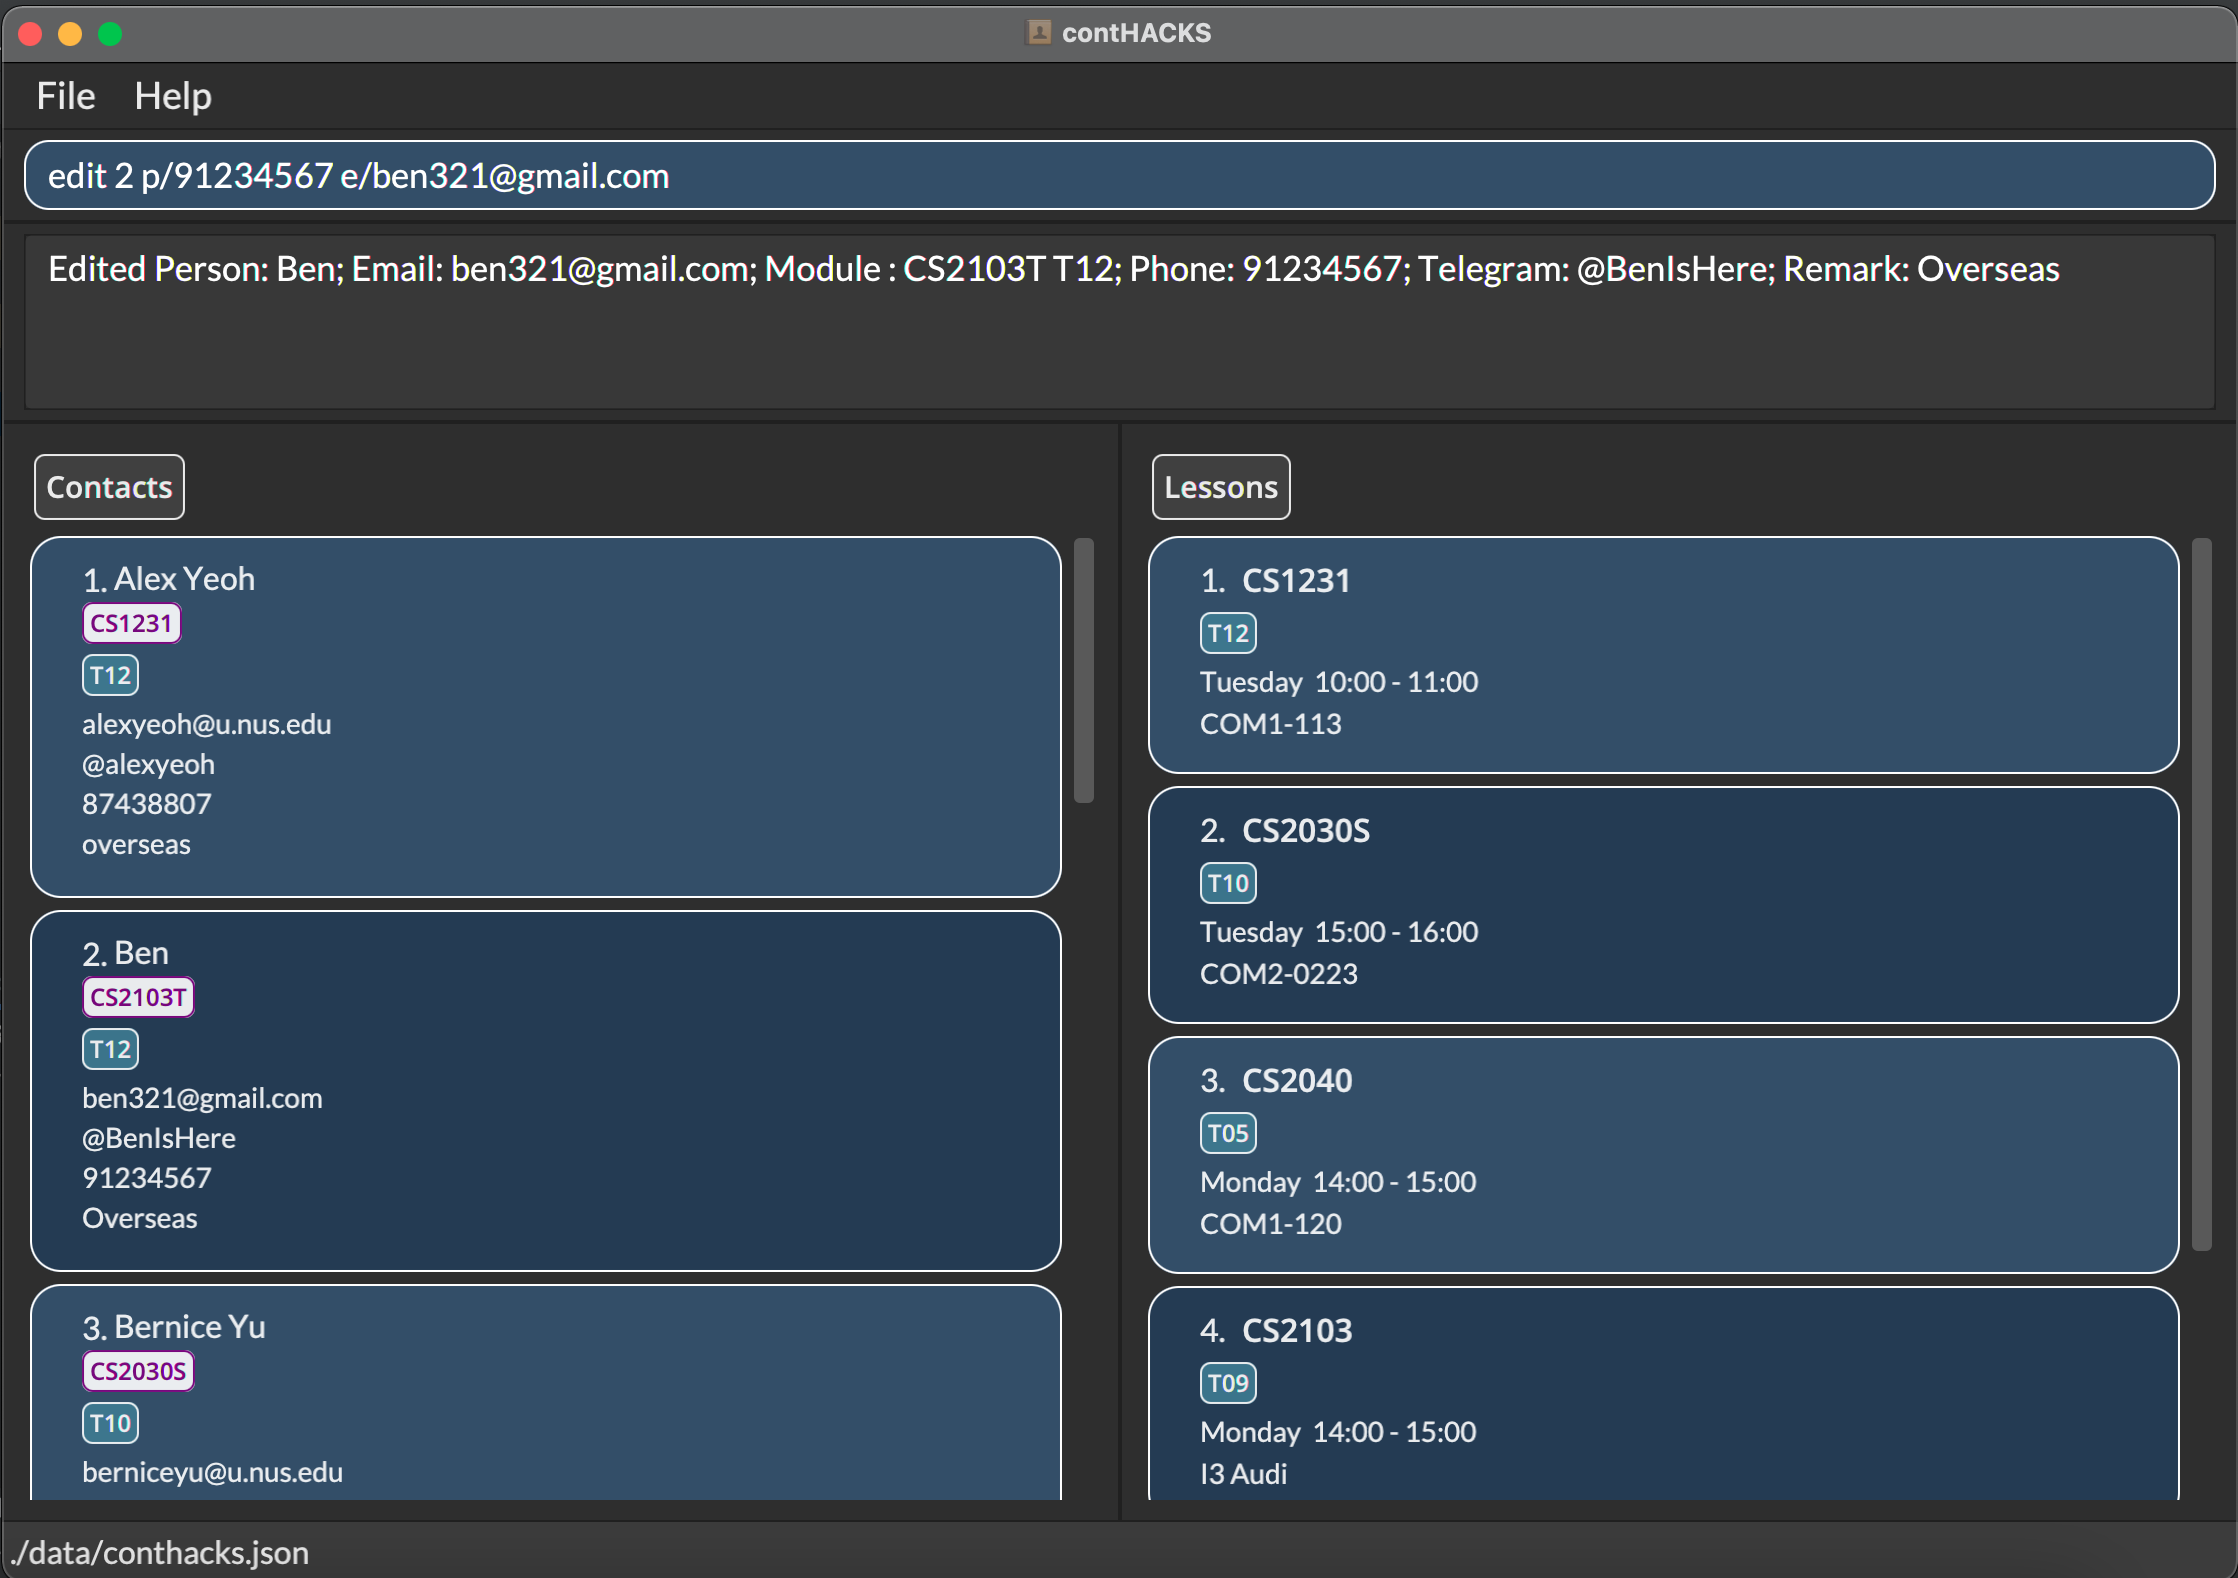 contHACKS
File Help
edit 2 p/91234567 e/ben321@gmail.com
Edited Person: Ben; Email: ben321@gmail.com; Module : CS2103T T12; Phone: 91234567; Telegram: @BenIsHere; Remark: Overseas
Contacts
1. Alex Yeoh
CS1231
T12
alexyeoh@u.nus.edu
@alexyeoh
87438807
overseas
2. Ben
CS2103T
T12
ben321@gmail.com
@BenIsHere
91234567
Overseas
3. Bernice Yu
CS2030S
T10
berniceyu@u.nus.edu
Lessons
1. CS1231
T12
Tuesday 10:00 - 11:00
COM1-113
2. CS2030S
T10
Tuesday 15:00 - 16:00
COM2-0223
3. CS2040
T05
Monday 14:00 - 15:00
COM1-120
4. CS2103
T09
Monday 14:00 - 15:00
I3 Audi
./data/conthacks.json